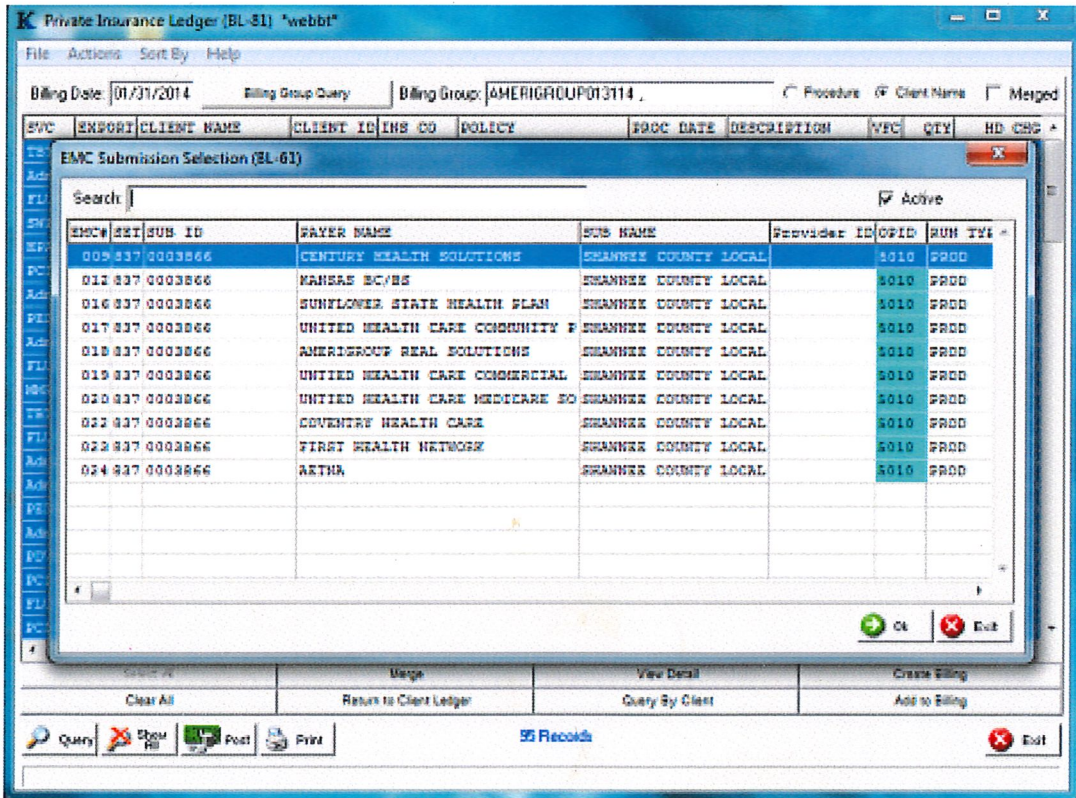 K Private Insurance Ledger (BL-81) "webbt"
File Actions Sort By Help
Billing Date: 01/31/2014 Billing Group Query Billing Group: AMERIGROUP013114 , Procedure Client Name Merged
SVC EXPORT CLIENT NAME CLIENT ID INS CO POLICY PROC DATE DESCRIPTION VFC QTY HD CHG
EMC Submission Selection (BL-61)
Search: Active
EMC# SET SUB ID PAYER NAME SUB NAME Provider ID GPID RUN TYP
009 837 0003866 CENTURY HEALTH SOLUTIONS SHAWNEE COUNTY LOCAL 5010 PROD
012 837 0003866 KANSAS BC/BS SHAWNEE COUNTY LOCAL 5010 PROD
016 837 0003866 SUNFLOWER STATE HEALTH PLAN SHAWNEE COUNTY LOCAL 5010 PROD
017 837 0003866 UNITED HEALTH CARE COMMUNITY P SHAWNEE COUNTY LOCAL 5010 PROD
018 837 0003866 AMERIGROUP REAL SOLUTIONS SHAWNEE COUNTY LOCAL 5010 PROD
019 837 0003866 UNTIED HEALTH CARE COMMERCIAL SHAWNEE COUNTY LOCAL 5010 PROD
020 837 0003866 UNTIED HEALTH CARE MEDICARE SO SHAWNEE COUNTY LOCAL 5010 PROD
022 837 0003866 COVENTRY HEALTH CARE SHAWNEE COUNTY LOCAL 5010 PROD
023 837 0003866 FIRST HEALTH NETWORK SHAWNEE COUNTY LOCAL 5010 PROD
024 837 0003866 AETNA SHAWNEE COUNTY LOCAL 5010 PROD
Ok Exit
Select All Merge View Detail Create Billing
Clear All Return to Client Ledger Query By Client Add to Billing
Query Show All Post Print 95 Records Exit